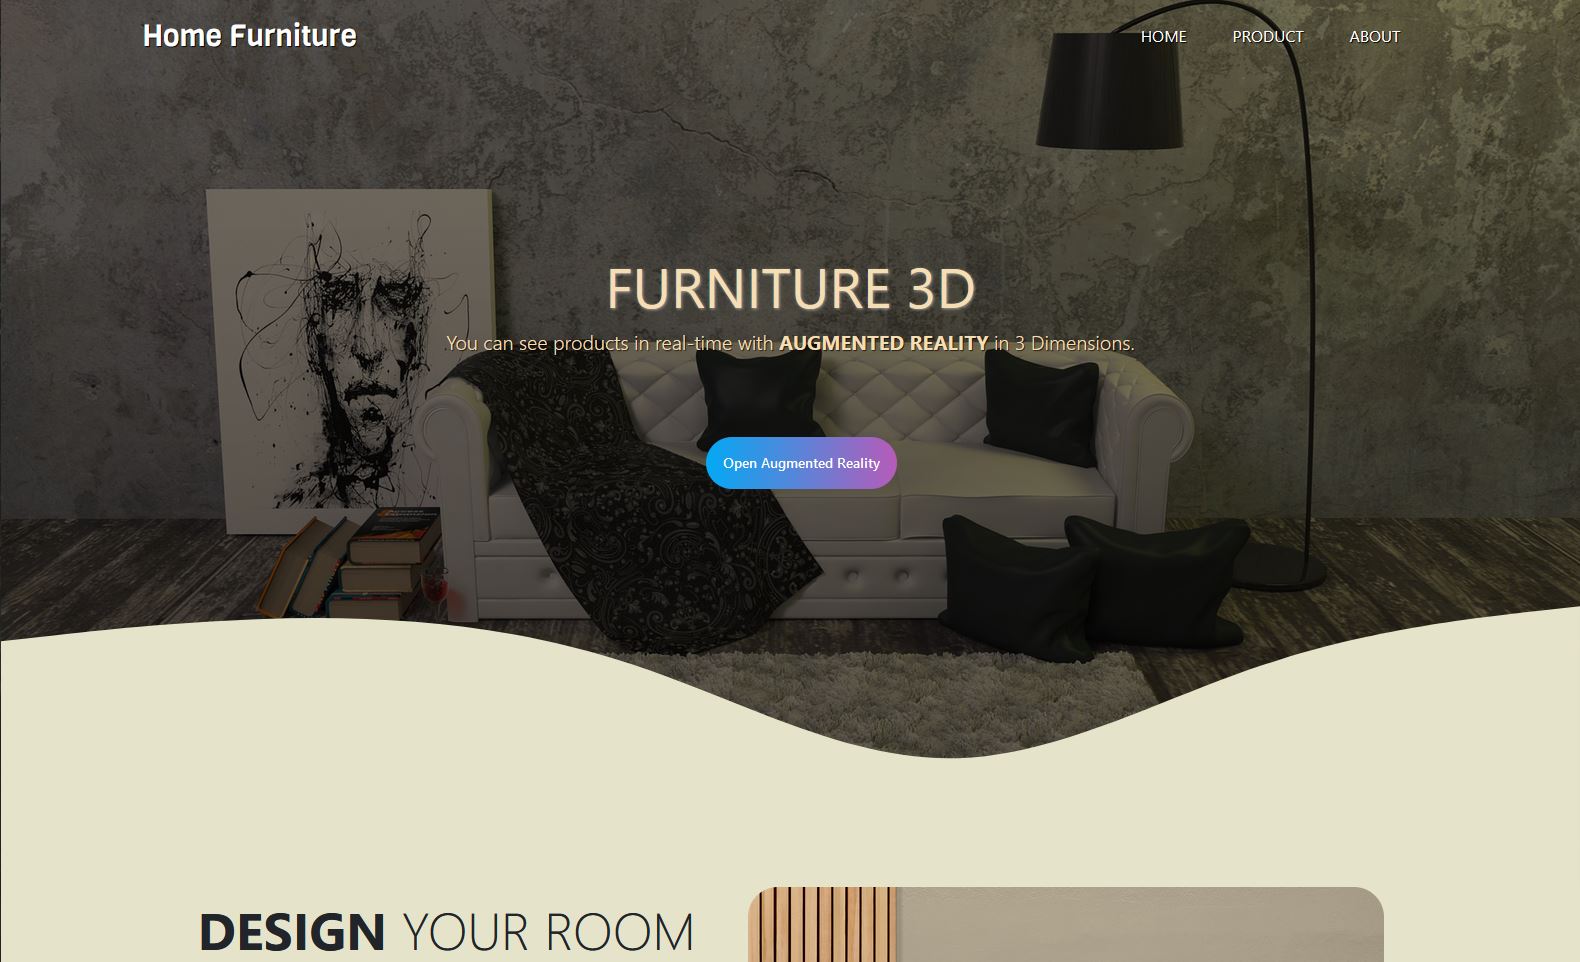 Home Furniture
HOME PRODUCT ABOUT
FURNITURE 3D
You can see products in real-time with AUGMENTED REALITY in 3 Dimensions.
Open Augmented Reality
DESIGN YOUR ROOM